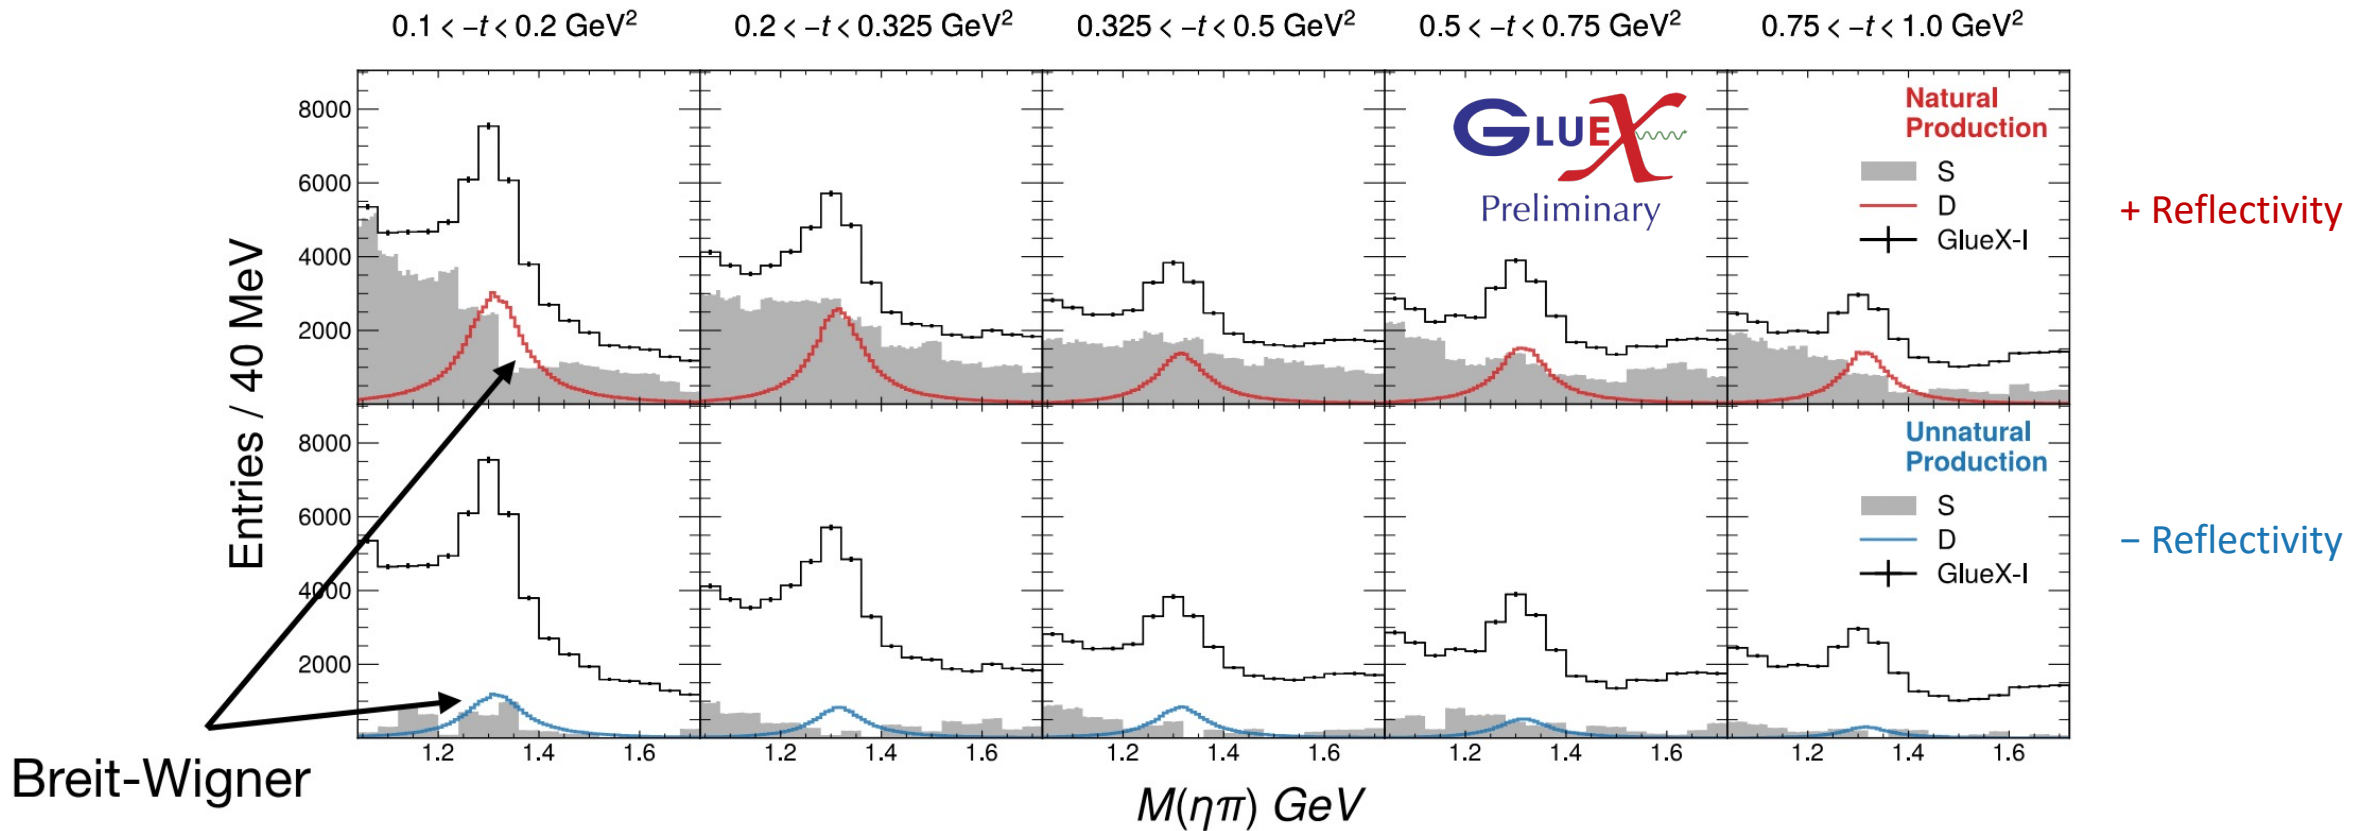 0.1 < −t < 0.2 GeV²
0.2 < −t < 0.325 GeV²
0.325 < −t < 0.5 GeV²
0.5 < −t < 0.75 GeV²
0.75 < −t < 1.0 GeV²
Entries / 40 MeV
8000
6000
4000
2000
GLUEX
Preliminary
Natural
Production
S
D
GlueX-I
+ Reflectivity
8000
6000
4000
2000
Unnatural
Production
S
D
GlueX-I
− Reflectivity
1.2 1.4 1.6
1.2 1.4 1.6
1.2 1.4 1.6
1.2 1.4 1.6
1.2 1.4 1.6
Breit-Wigner
M(ηπ) GeV